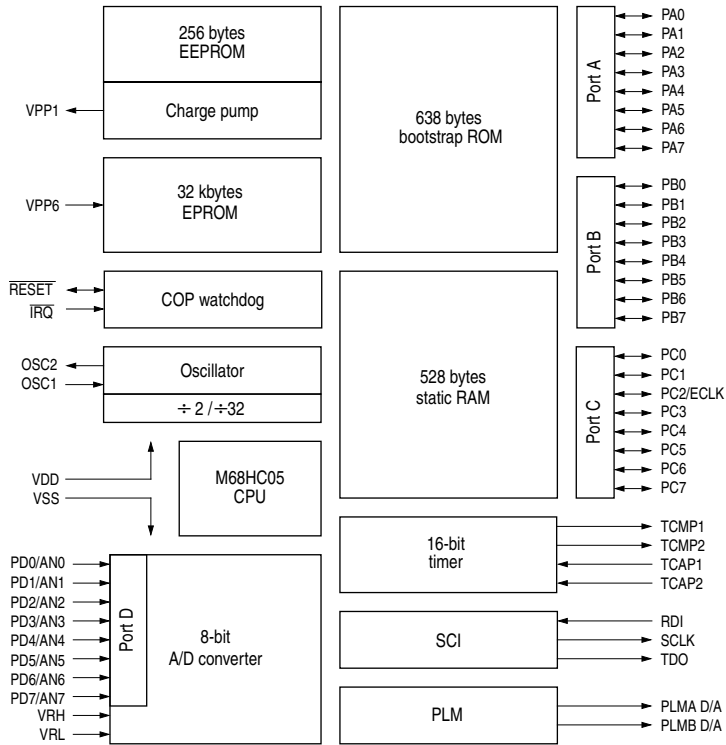 256 bytes
EEPROM
Charge pump
VPP1
32 kbytes
EPROM
VPP6
RESET
IRQ
COP watchdog
OSC2
OSC1
Oscillator
÷ 2 / ÷32
VDD
VSS
M68HC05
CPU
PD0/AN0
PD1/AN1
PD2/AN2
PD3/AN3
PD4/AN4
PD5/AN5
PD6/AN6
PD7/AN7
VRH
VRL
Port D
8-bit
A/D converter
638 bytes
bootstrap ROM
528 bytes
static RAM
Port A
PA0
PA1
PA2
PA3
PA4
PA5
PA6
PA7
Port B
PB0
PB1
PB2
PB3
PB4
PB5
PB6
PB7
Port C
PC0
PC1
PC2/ECLK
PC3
PC4
PC5
PC6
PC7
16-bit
timer
TCMP1
TCMP2
TCAP1
TCAP2
SCI
RDI
SCLK
TDO
PLM
PLMA D/A
PLMB D/A